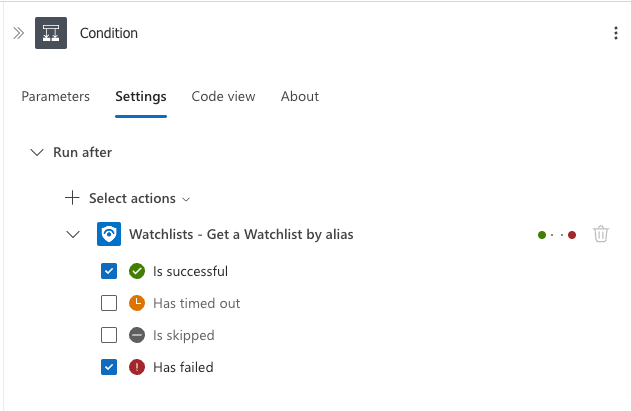 Condition
Parameters Settings Code view About
Run after
Select actions
Watchlists - Get a Watchlist by alias
Is successful
Has timed out
Is skipped
Has failed